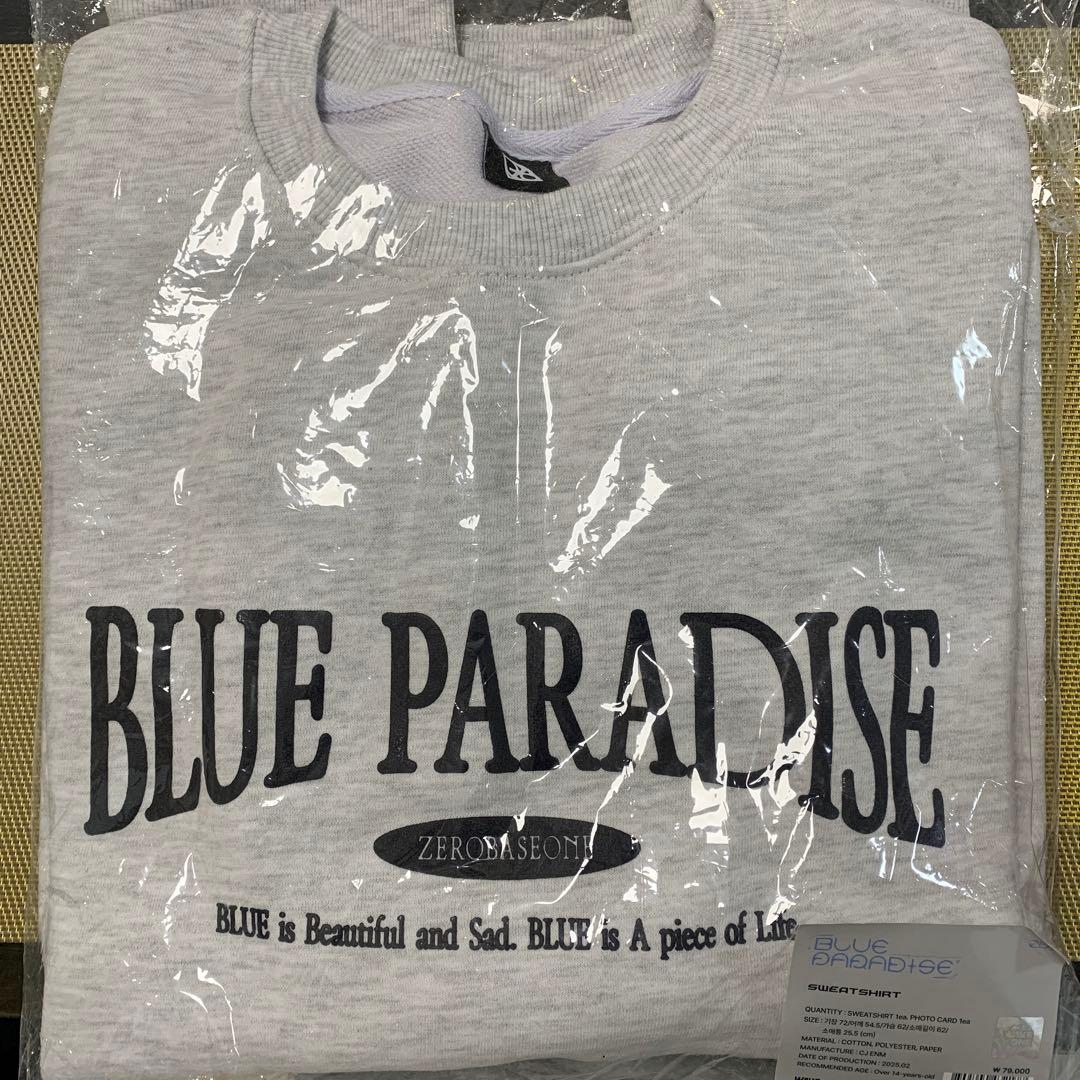 BLUE PARADISE
ZEROBASEONE
BLUE is Beautiful and Sad. BLUE is A piece of Life
BLUE
PARADISE
SWEATSHIRT
QUANTITY : SWEATSHIRT 1ea. PHOTO CARD 1ea
SIZE : 기장 72/어깨 54.5/가슴 62/소매길이 62/
소매통 25.5 (cm)
MATERIAL : COTTON, POLYESTER, PAPER
MANUFACTURE : CJ ENM
DATE OF PRODUCTION : 2025.02
RECOMMENDED AGE : Over 14-years-old
₩ 79,000